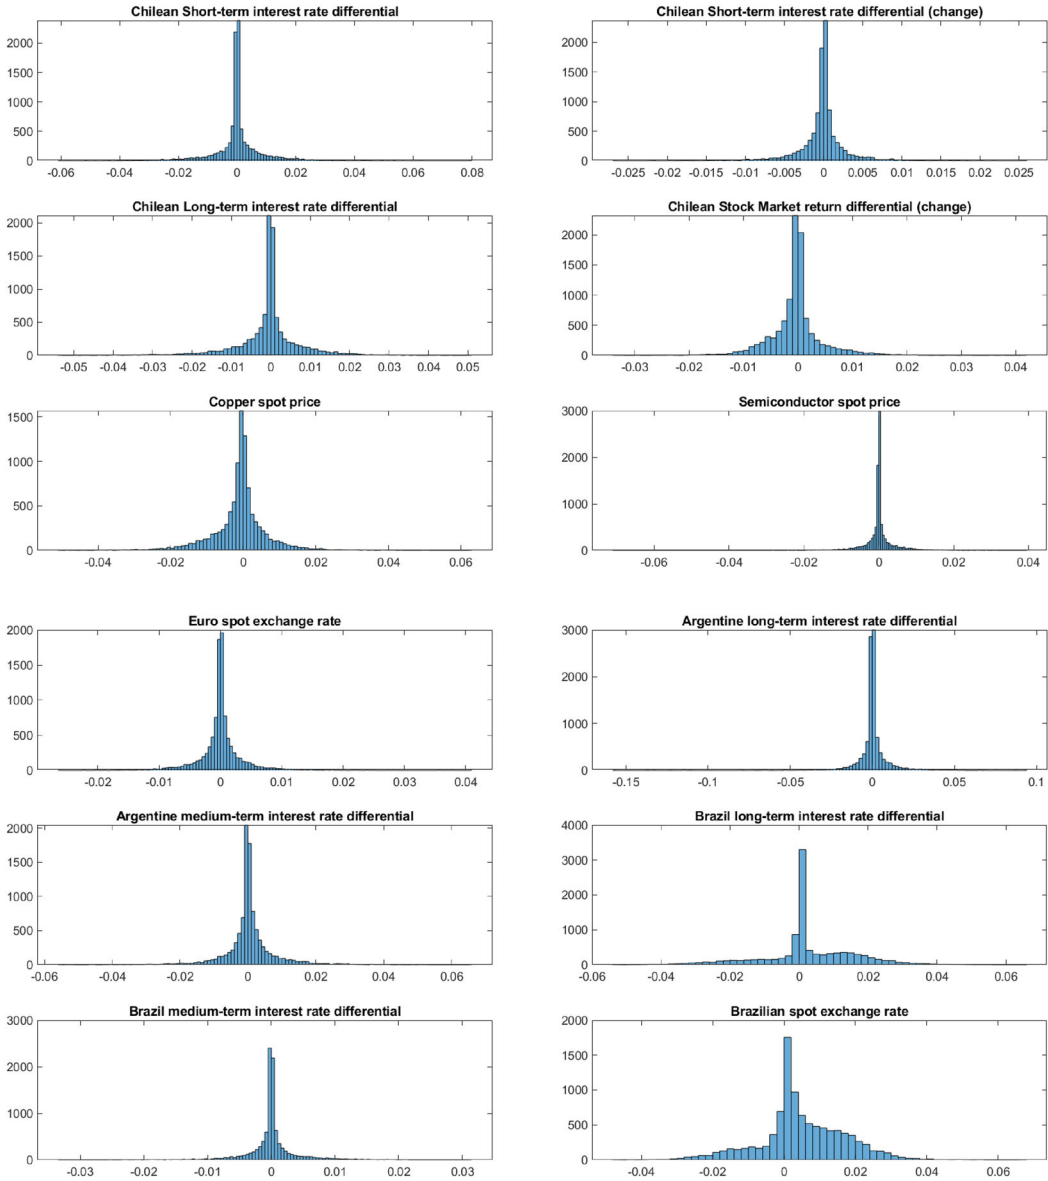 Chilean Short-term interest rate differential
2000
1500
1000
500
0
-0.06 -0.04 -0.02 0 0.02 0.04 0.06 0.08
Chilean Short-term interest rate differential (change)
2000
1500
1000
500
0
-0.025 -0.02 -0.015 -0.01 -0.005 0 0.005 0.01 0.015 0.02 0.025
Chilean Long-term interest rate differential
2000
1500
1000
500
0
-0.05 -0.04 -0.03 -0.02 -0.01 0 0.01 0.02 0.03 0.04 0.05
Chilean Stock Market return differential (change)
2000
1500
1000
500
0
-0.03 -0.02 -0.01 0 0.01 0.02 0.03 0.04
Copper spot price
1500
1000
500
0
-0.04 -0.02 0 0.02 0.04 0.06
Semiconductor spot price
3000
2000
1000
0
-0.06 -0.04 -0.02 0 0.02 0.04
Euro spot exchange rate
2000
1500
1000
500
0
-0.02 -0.01 0 0.01 0.02 0.03 0.04
Argentine long-term interest rate differential
3000
2000
1000
0
-0.15 -0.1 -0.05 0 0.05 0.1
Argentine medium-term interest rate differential
2000
1500
1000
500
0
-0.06 -0.04 -0.02 0 0.02 0.04 0.06
Brazil long-term interest rate differential
4000
3000
2000
1000
0
-0.06 -0.04 -0.02 0 0.02 0.04 0.06
Brazil medium-term interest rate differential
3000
2000
1000
0
-0.03 -0.02 -0.01 0 0.01 0.02 0.03
Brazilian spot exchange rate
2000
1500
1000
500
0
-0.04 -0.02 0 0.02 0.04 0.06